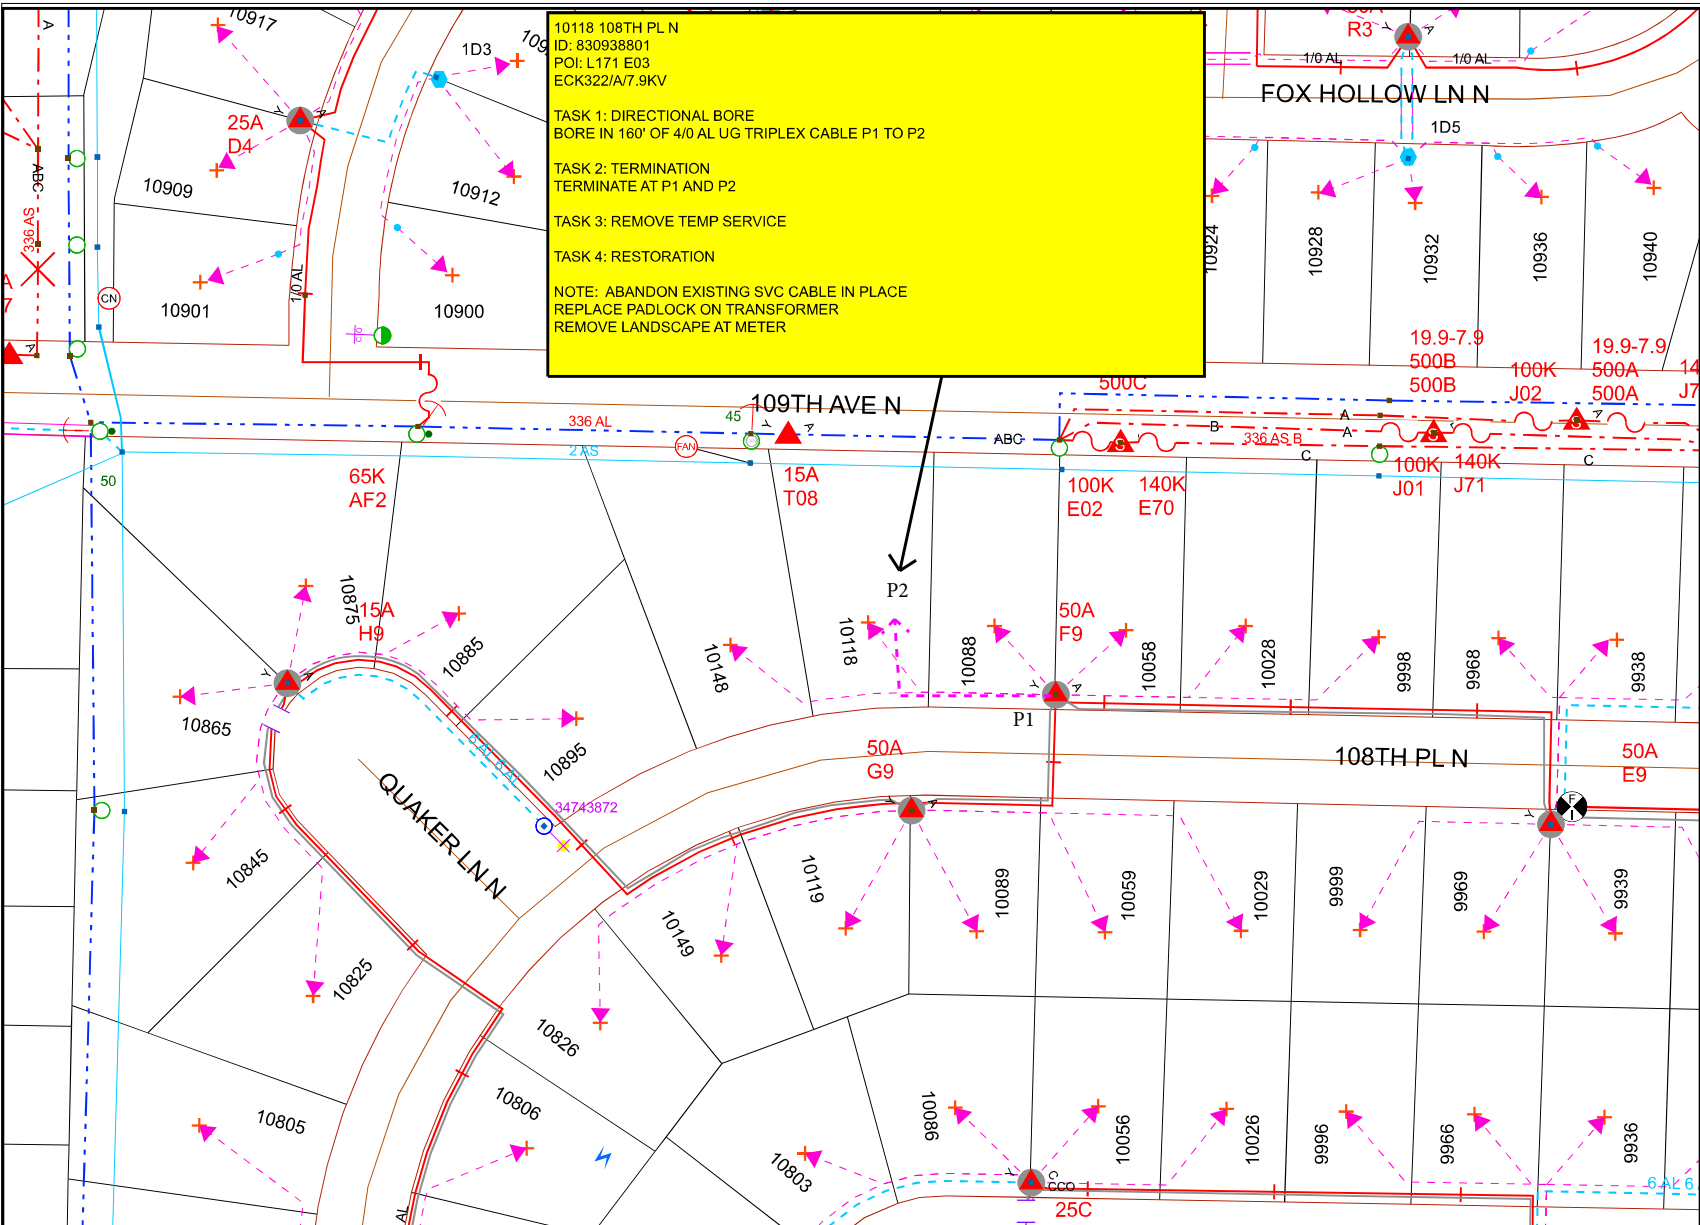 10917
A
25A
D4
10909
ABC
336 AS
CN
10901
1/0 AL
1D3
10912
10900
10118 108TH PL N
ID: 830938801
POI: L171 E03
ECK322/A/7.9KV
TASK 1: DIRECTIONAL BORE
BORE IN 160' OF 4/0 AL UG TRIPLEX CABLE P1 TO P2
TASK 2: TERMINATION
TERMINATE AT P1 AND P2
TASK 3: REMOVE TEMP SERVICE
TASK 4: RESTORATION
NOTE:  ABANDON EXISTING SVC CABLE IN PLACE
REPLACE PADLOCK ON TRANSFORMER
REMOVE LANDSCAPE AT METER
R3
Y
A
1/0 AL
1/0 AL
FOX HOLLOW LN N
1D5
10924
10928
10932
10936
10940
19.9-7.9
500B
500B
19.9-7.9
500A
500A
100K
J02
500C
109TH AVE N
336 AL
45
2 AS
FAN
Y
A
ABC
A
B
A
336 AS B
C
C
50
65K
AF2
15A
T08
100K
E02
140K
E70
100K
J01
140K
J71
P2
10875
15A
H9
10885
10148
10118
10088
50A
F9
10058
10028
9998
9968
9938
Y
A
10865
P1
6 AL 6 AL
10895
50A
G9
108TH PL N
50A
E9
QUAKER LN N
34743872
Y
A
F
Y
10845
10119
10089
10059
10029
9999
9969
9939
10149
10825
10826
10806
10805
10803
10086
10056
10026
9996
9966
9936
Y
C
CCO
25C
6 AL 6
AL